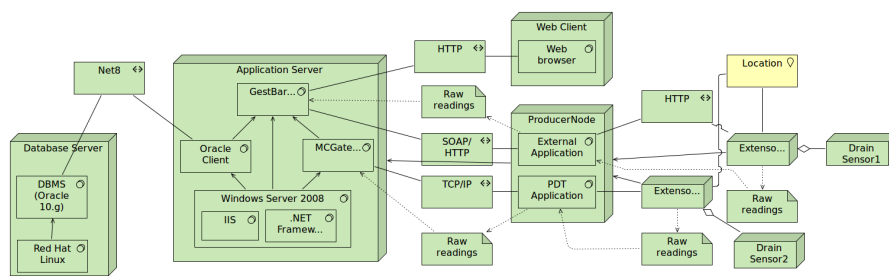 Web Client
Net8
Application Server
HTTP
Web
browser
Location
GestBar...
Raw
readings
ProducerNode
HTTP
Database Server
Oracle
Client
MCGate...
SOAP/
HTTP
External
Application
Extenso...
Drain
Sensor1
DBMS
(Oracle
10.g)
Windows Server 2008
TCP/IP
PDT
Application
Extenso...
Raw
readings
IIS
.NET
Framew...
Red Hat
Linux
Raw
readings
Raw
readings
Drain
Sensor2